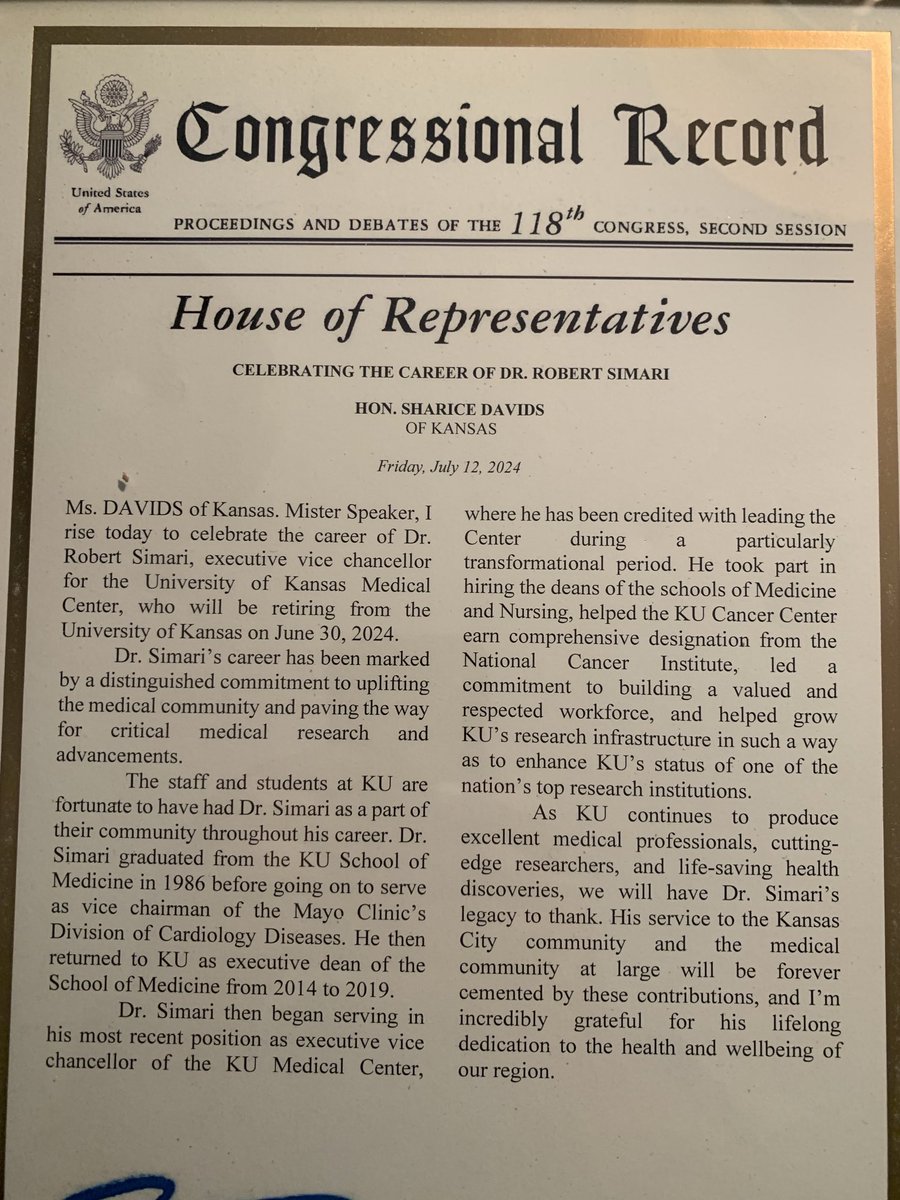 Congressional Record
United States
of America
PROCEEDINGS AND DEBATES OF THE 118th CONGRESS, SECOND SESSION
House of Representatives
CELEBRATING THE CAREER OF DR. ROBERT SIMARI
HON. SHARICE DAVIDS
OF KANSAS
Friday, July 12, 2024
Ms. DAVIDS of Kansas. Mister Speaker, I
rise today to celebrate the career of Dr.
Robert Simari, executive vice chancellor
for the University of Kansas Medical
Center, who will be retiring from the
University of Kansas on June 30, 2024.
Dr. Simari's career has been marked
by a distinguished commitment to uplifting
the medical community and paving the way
for critical medical research and
advancements.
The staff and students at KU are
fortunate to have had Dr. Simari as a part of
their community throughout his career. Dr.
Simari graduated from the KU School of
Medicine in 1986 before going on to serve
as vice chairman of the Mayo Clinic's
Division of Cardiology Diseases. He then
returned to KU as executive dean of the
School of Medicine from 2014 to 2019.
Dr. Simari then began serving in
his most recent position as executive vice
chancellor of the KU Medical Center,
where he has been credited with leading the
Center during a particularly
transformational period. He took part in
hiring the deans of the schools of Medicine
and Nursing, helped the KU Cancer Center
earn comprehensive designation from the
National Cancer Institute, led a
commitment to building a valued and
respected workforce, and helped grow
KU's research infrastructure in such a way
as to enhance KU's status of one of the
nation's top research institutions.
As KU continues to produce
excellent medical professionals, cutting-
edge researchers, and life-saving health
discoveries, we will have Dr. Simari's
legacy to thank. His service to the Kansas
City community and the medical
community at large will be forever
cemented by these contributions, and I'm
incredibly grateful for his lifelong
dedication to the health and wellbeing of
our region.